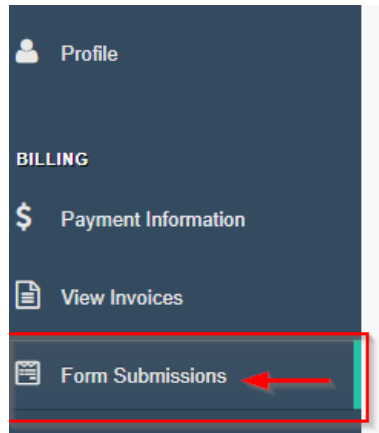 Profile
BILLING
$ Payment Information
View Invoices
Form Submissions